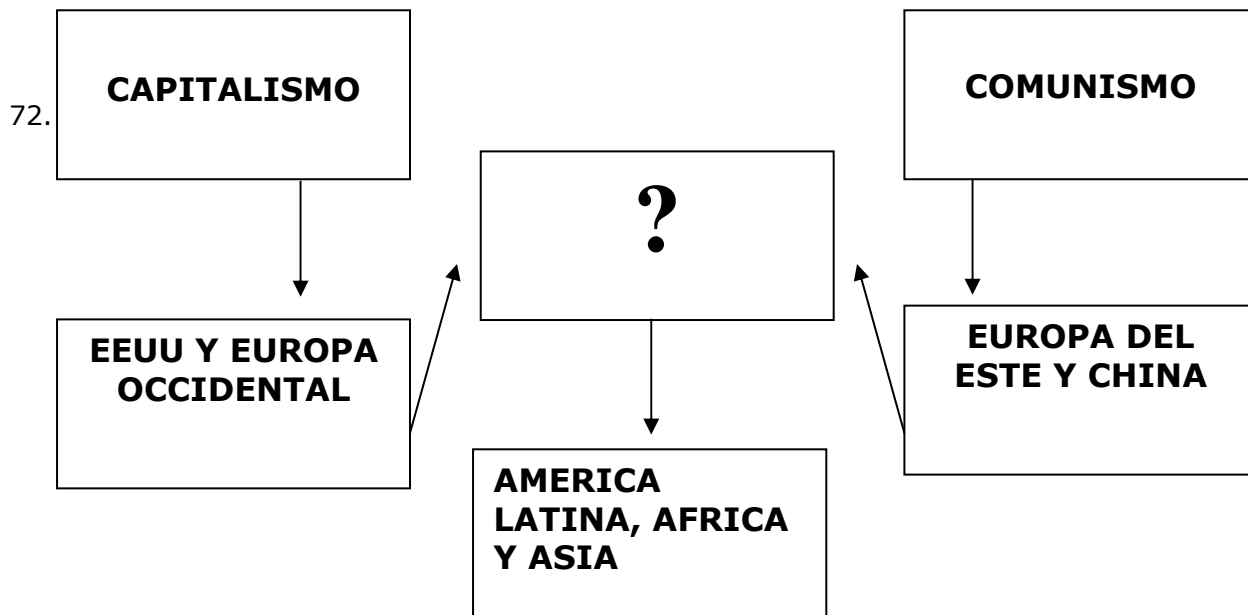 CAPITALISMO
COMUNISMO
72.
?
EEUU Y EUROPA
OCCIDENTAL
EUROPA DEL
ESTE Y CHINA
AMERICA
LATINA, AFRICA
Y ASIA